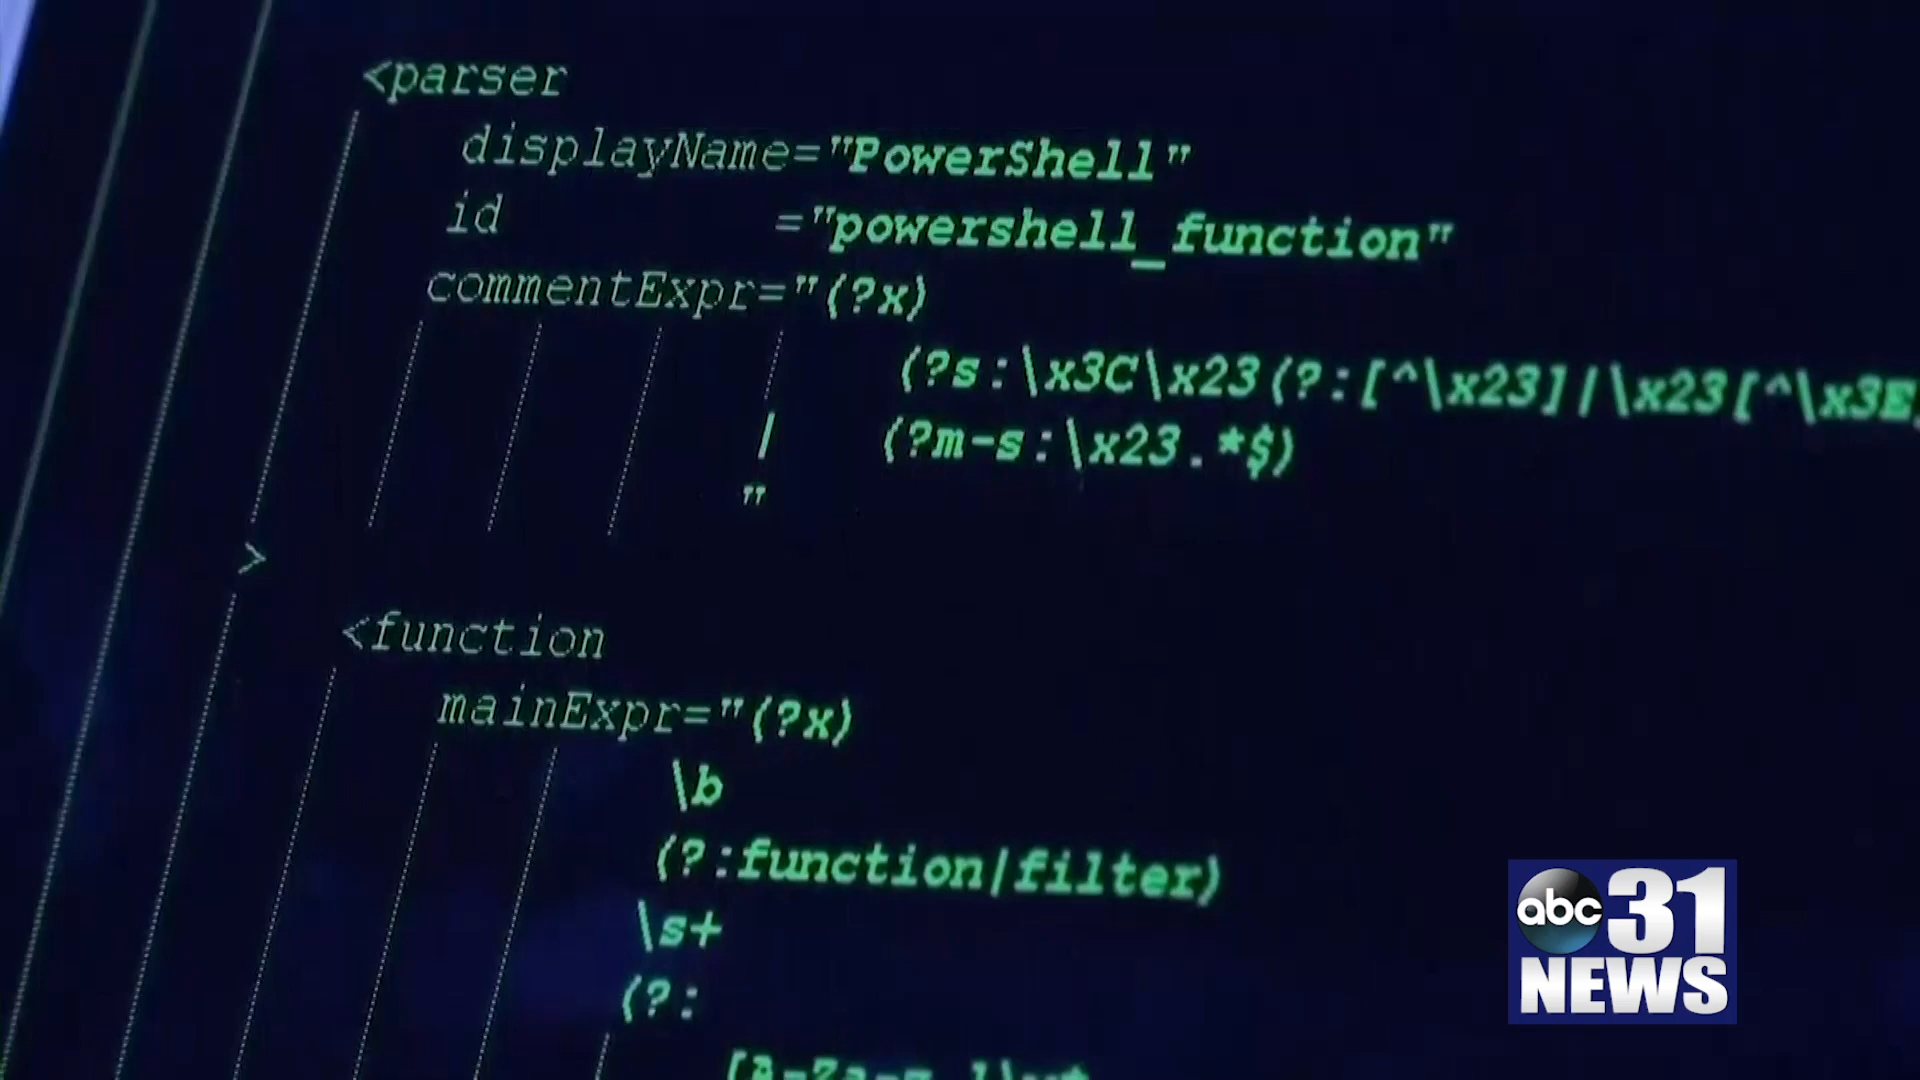 <parser
displayName="PowerShell"
id ="powershell_function"
commentExpr="(?x)
(?s:\x3C\x23(?:[^\x23]|\x23[^\x3E
| (?m-s:\x23.*$)
"
>
<function
mainExpr="(?x)
\b
(?:function|filter)
\s+
(?:
abc 31
NEWS